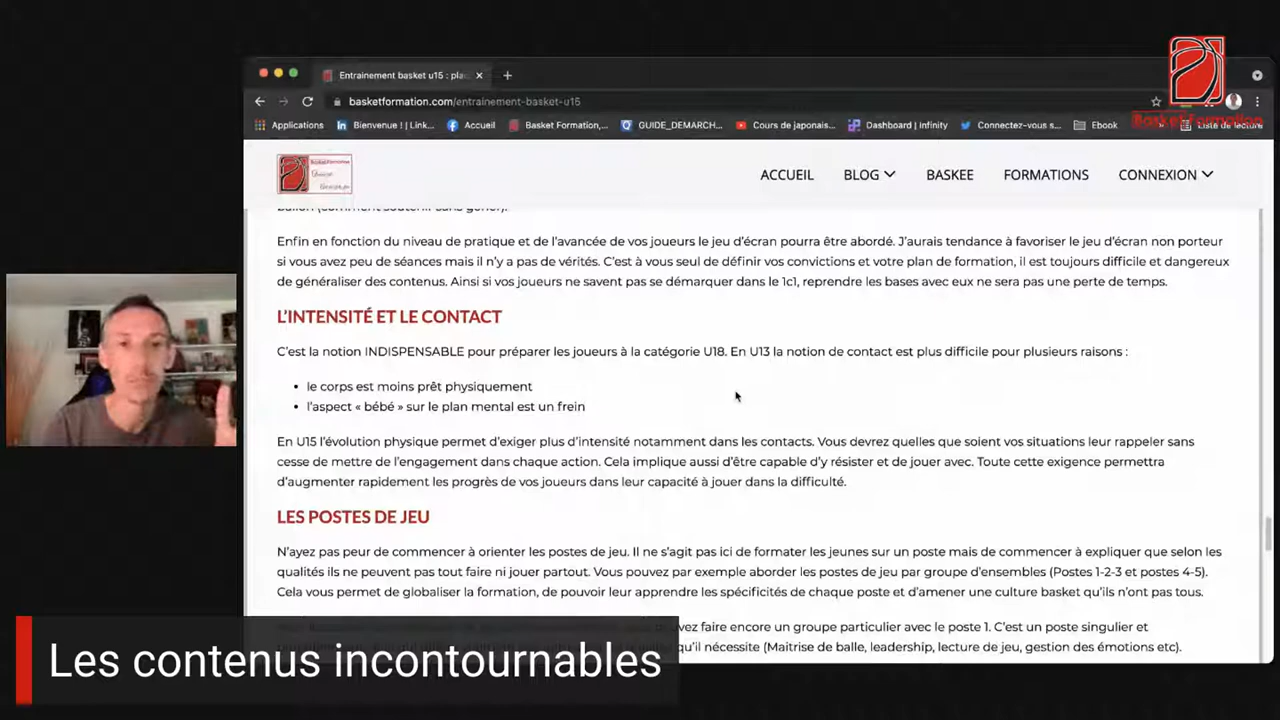 Entrainement basket u15 : pla
basketformation.com/entrainement-basket-u15
Applications
Bienvenue ! | Link...
Accueil
Basket Formation,...
GUIDE_DEMARCH...
Cours de japonais...
Dashboard | Infinity
Connectez-vous s...
Ebook
»
Liste de lecture
Basket Formation
ACCUEIL
BLOG
BASKEE
FORMATIONS
CONNEXION
ballon (comment soutenir sans gêner).
Enfin en fonction du niveau de pratique et de l'avancée de vos joueurs le jeu d'écran pourra être abordé. J'aurais tendance à favoriser le jeu d'écran non porteur
si vous avez peu de séances mais il n'y a pas de vérités. C'est à vous seul de définir vos convictions et votre plan de formation, il est toujours difficile et dangereux
de généraliser des contenus. Ainsi si vos joueurs ne savent pas se démarquer dans le 1c1, reprendre les bases avec eux ne sera pas une perte de temps.
L'INTENSITÉ ET LE CONTACT
C'est la notion INDISPENSABLE pour préparer les joueurs à la catégorie U18. En U13 la notion de contact est plus difficile pour plusieurs raisons :
• le corps est moins prêt physiquement
• l'aspect « bébé » sur le plan mental est un frein
En U15 l'évolution physique permet d'exiger plus d'intensité notamment dans les contacts. Vous devrez quelles que soient vos situations leur rappeler sans
cesse de mettre de l'engagement dans chaque action. Cela implique aussi d'être capable d'y résister et de jouer avec. Toute cette exigence permettra
d'augmenter rapidement les progrès de vos joueurs dans leur capacité à jouer dans la difficulté.
LES POSTES DE JEU
N'ayez pas peur de commencer à orienter les postes de jeu. Il ne s'agit pas ici de formater les jeunes sur un poste mais de commencer à expliquer que selon les
qualités ils ne peuvent pas tout faire ni jouer partout. Vous pouvez par exemple aborder les postes de jeu par groupe d'ensembles (Postes 1-2-3 et postes 4-5).
Cela vous permet de globaliser la formation, de pouvoir leur apprendre les spécificités de chaque poste et d'amener une culture basket qu'ils n'ont pas tous.
vez faire encore un groupe particulier avec le poste 1. C'est un poste singulier et
qu'il nécessite (Maitrise de balle, leadership, lecture de jeu, gestion des émotions etc).
Les contenus incontournables